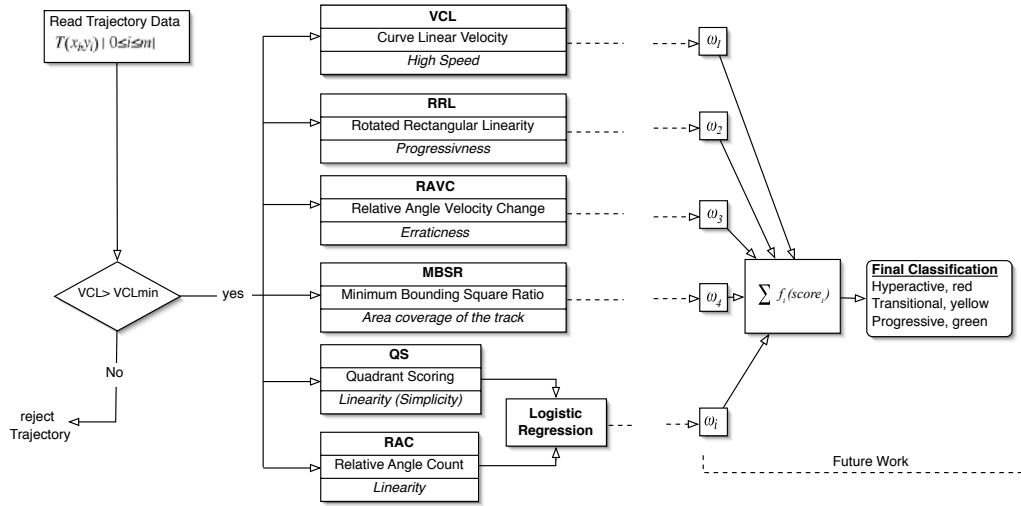 Read Trajectory Data
T(xᵢ,yᵢ) | 0≤i≤m|
VCL> VCLmin
yes
No
reject
Trajectory
VCL
Curve Linear Velocity
High Speed
RRL
Rotated Rectangular Linearity
Progressivness
RAVC
Relative Angle Velocity Change
Erraticness
MBSR
Minimum Bounding Square Ratio
Area coverage of the track
QS
Quadrant Scoring
Linearity (Simplicity)
RAC
Relative Angle Count
Linearity
Logistic
Regression
ω₁
ω₂
ω₃
ω₄
ωᵢ
∑ fᵢ(scoreᵢ)
Final Classification
Hyperactive, red
Transitional, yellow
Progressive, green
Future Work